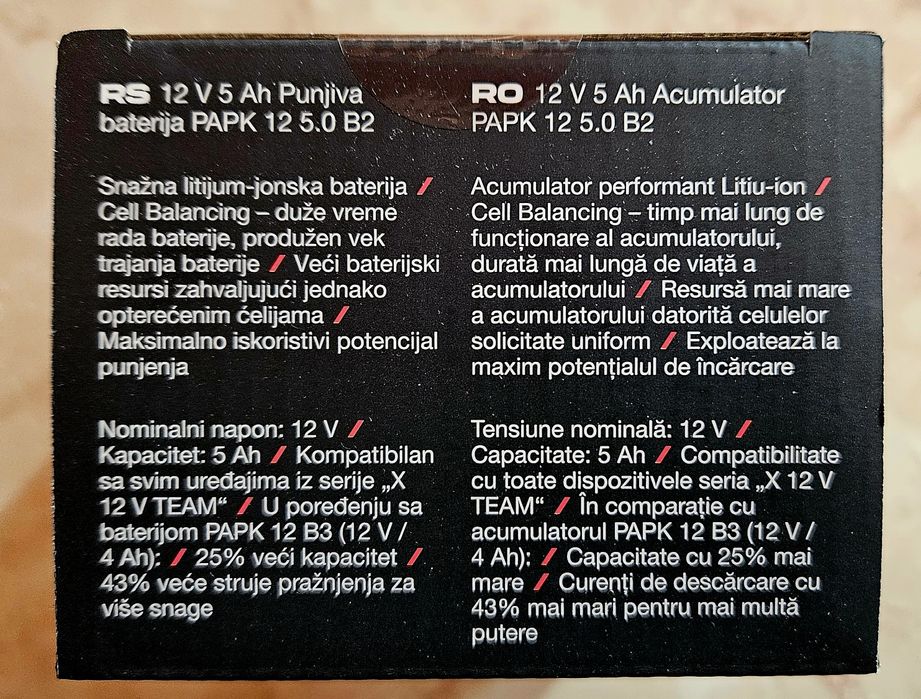 RS 12 V 5 Ah Punjiva
baterija PAPK 12 5.0 B2
Snažna litijum-jonska baterija /
Cell Balancing – duže vreme
rada baterije, produžen vek
trajanja baterije / Veći baterijski
resursi zahvaljujući jednako
opterećenim ćelijama /
Maksimalno iskoristivi potencijal
punjenja
Nominalni napon: 12 V /
Kapacitet: 5 Ah / Kompatibilan
sa svim uređajima iz serije „X
12 V TEAM“ / U poređenju sa
baterijom PAPK 12 B3 (12 V /
4 Ah): / 25% veći kapacitet /
43% veće struje pražnjenja za
više snage
RO 12 V 5 Ah Acumulator
PAPK 12 5.0 B2
Acumulator performant Litiu-ion /
Cell Balancing – timp mai lung de
funcționare al acumulatorului,
durată mai lungă de viață a
acumulatorului / Resursă mai mare
a acumulatorului datorită celulelor
solicitate uniform / Exploatează la
maxim potențialul de încărcare
Tensiune nominală: 12 V /
Capacitate: 5 Ah / Compatibilitate
cu toate dispozitivele seria „X 12 V
TEAM“ / În comparație cu
acumulatorul PAPK 12 B3 (12 V /
4 Ah): / Capacitate cu 25% mai
mare / Curenți de descărcare cu
43% mai mari pentru mai multă
putere